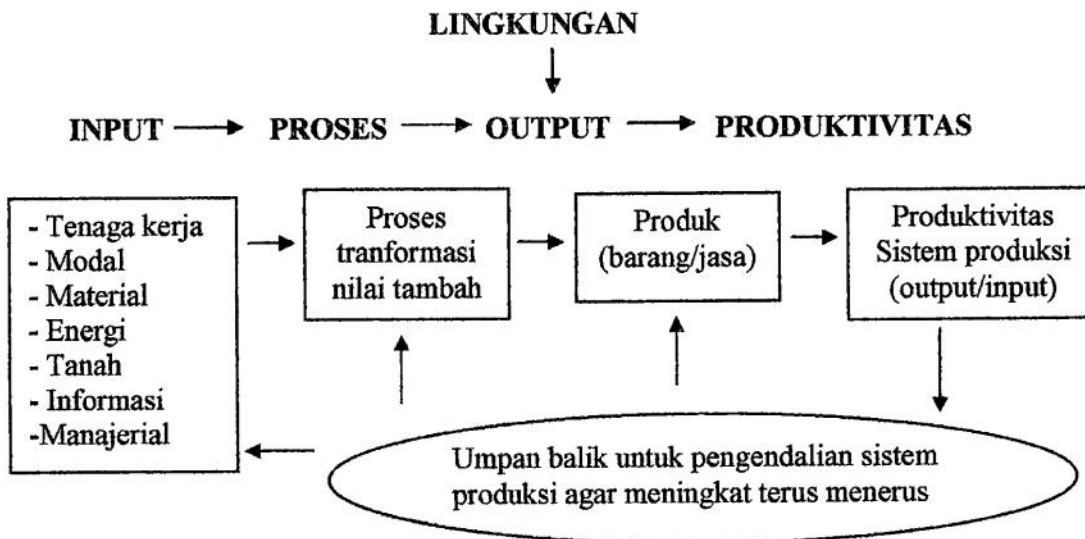 LINGKUNGAN
INPUT PROSES OUTPUT PRODUKTIVITAS
- Tenaga kerja
- Modal
- Material
- Energi
- Tanah
- Informasi
-Manajerial
Proses
tranformasi
nilai tambah
Produk
(barang/jasa)
Produktivitas
Sistem produksi
(output/input)
Umpan balik untuk pengendalian sistem
produksi agar meningkat terus menerus